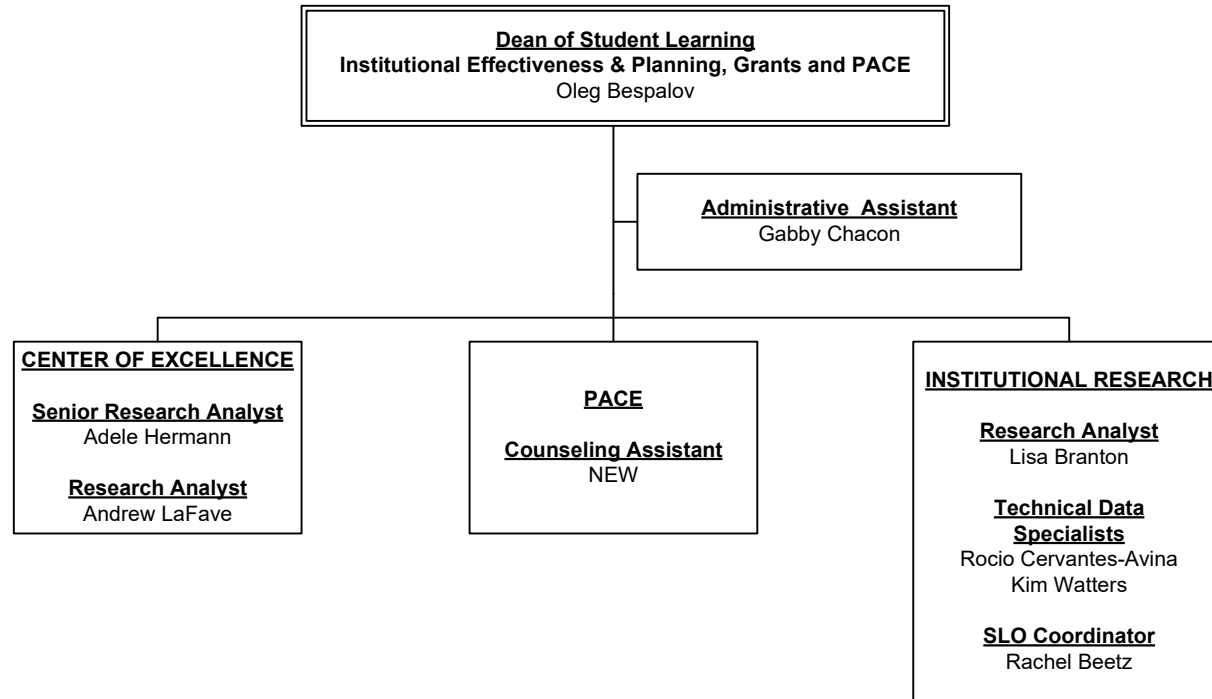 Dean of Student Learning
Institutional Effectiveness & Planning, Grants and PACE
Oleg Bespalov
Administrative Assistant
Gabby Chacon
CENTER OF EXCELLENCE
Senior Research Analyst
Adele Hermann
Research Analyst
Andrew LaFave
PACE
Counseling Assistant
NEW
INSTITUTIONAL RESEARCH
Research Analyst
Lisa Branton
Technical Data
Specialists
Rocio Cervantes-Avina
Kim Watters
SLO Coordinator
Rachel Beetz